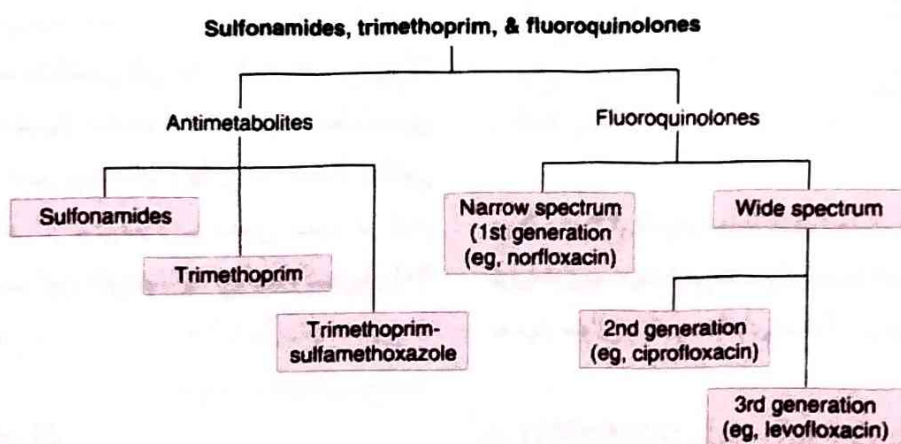 Sulfonamides, trimethoprim, & fluoroquinolones
Antimetabolites
Fluoroquinolones
Sulfonamides
Trimethoprim
Trimethoprim-
sulfamethoxazole
Narrow spectrum
(1st generation
(eg, norfloxacin)
Wide spectrum
2nd generation
(eg, ciprofloxacin)
3rd generation
(eg, levofloxacin)